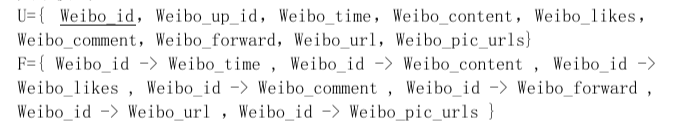 U={ Weibo_id, Weibo_up_id, Weibo_time, Weibo_content, Weibo_likes,
Weibo_comment, Weibo_forward, Weibo_url, Weibo_pic_urls}
F={ Weibo_id -> Weibo_time , Weibo_id -> Weibo_content , Weibo_id ->
Weibo_likes , Weibo_id -> Weibo_comment , Weibo_id -> Weibo_forward ,
Weibo_id -> Weibo_url , Weibo_id -> Weibo_pic_urls }